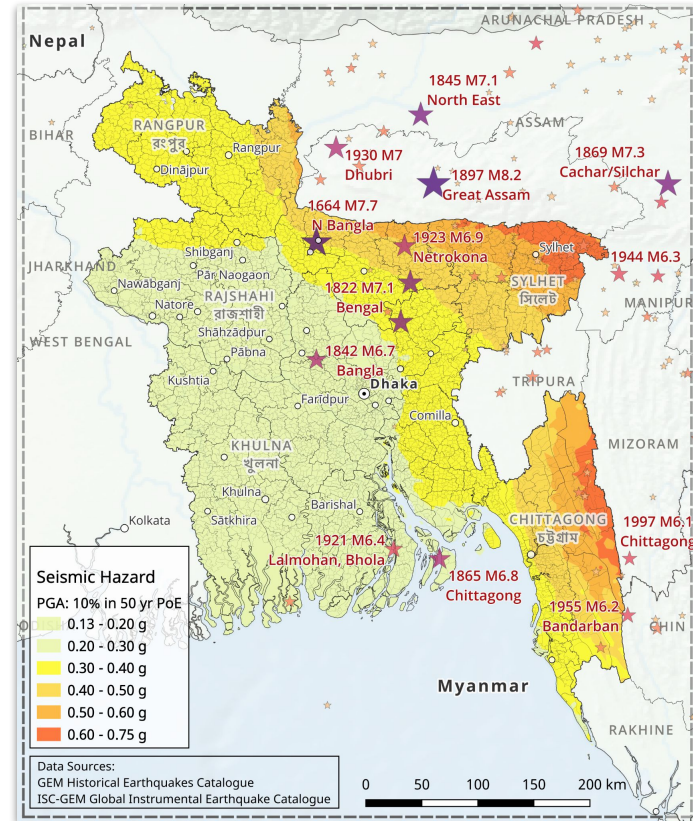 ARUNACHAL PRADESH
Nepal
1845 M7.1
North East
ASSAM
BIHAR
RANGPUR
রংপুর
Rangpur
Dinājpur
1930 M7
Dhubri
1897 M8.2
Great Assam
1869 M7.3
Cachar/Silchar
1664 M7.7
N Bangla
1923 M6.9
Netrokona
Sylhet
Shibganj
Pār Naogaon
JHARKHAND
Nawābganj
1944 M6.3
SYLHET
সিলেট
MANIPUR
1822 M7.1
Bengal
RAJSHAHI
রাজশাহী
Natore
Shāhzādpur
WEST BENGAL
Pābna
1842 M6.7
Bangla
Kushtia
Dhaka
TRIPURA
Farīdpur
Comilla
MIZORAM
KHULNA
খুলনা
Khulna
Barishal
Sātkhira
Kolkata
CHITTAGONG
চট্টগ্রাম
1997 M6.1
Chittagong
1921 M6.4
Lalmohan, Bhola
1865 M6.8
Chittagong
1955 M6.2
Bandarban
CHIN
Myanmar
RAKHINE
Seismic Hazard
PGA: 10% in 50 yr PoE
0.13 - 0.20 g
0.20 - 0.30 g
0.30 - 0.40 g
0.40 - 0.50 g
0.50 - 0.60 g
0.60 - 0.75 g
Data Sources:
GEM Historical Earthquakes Catalogue
ISC-GEM Global Instrumental Earthquake Catalogue
0 50 100 150 200 km